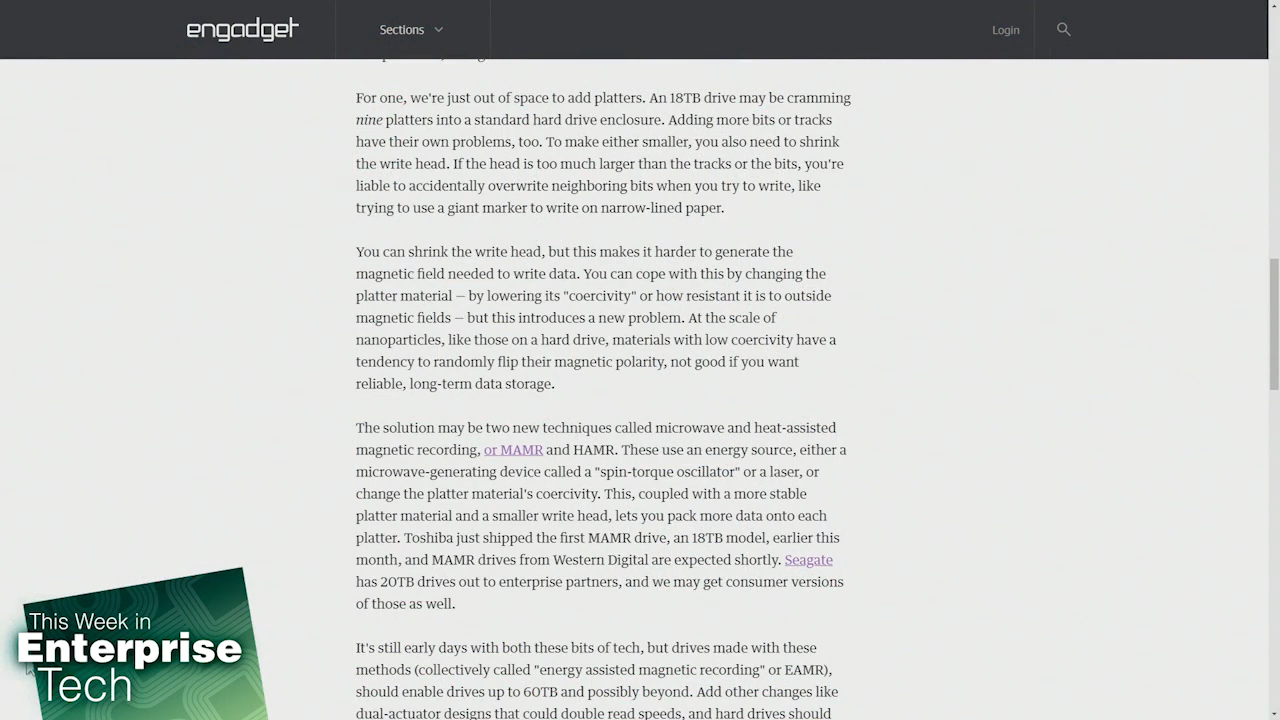 engadget
Sections
Login
For one, we're just out of space to add platters. An 18TB drive may be cramming
nine platters into a standard hard drive enclosure. Adding more bits or tracks
have their own problems, too. To make either smaller, you also need to shrink
the write head. If the head is too much larger than the tracks or the bits, you're
liable to accidentally overwrite neighboring bits when you try to write, like
trying to use a giant marker to write on narrow-lined paper.
You can shrink the write head, but this makes it harder to generate the
magnetic field needed to write data. You can cope with this by changing the
platter material — by lowering its "coercivity" or how resistant it is to outside
magnetic fields — but this introduces a new problem. At the scale of
nanoparticles, like those on a hard drive, materials with low coercivity have a
tendency to randomly flip their magnetic polarity, not good if you want
reliable, long-term data storage.
The solution may be two new techniques called microwave and heat-assisted
magnetic recording, or MAMR and HAMR. These use an energy source, either a
microwave-generating device called a "spin-torque oscillator" or a laser, or
change the platter material's coercivity. This, coupled with a more stable
platter material and a smaller write head, lets you pack more data onto each
platter. Toshiba just shipped the first MAMR drive, an 18TB model, earlier this
month, and MAMR drives from Western Digital are expected shortly. Seagate
has 20TB drives out to enterprise partners, and we may get consumer versions
of those as well.
It's still early days with both these bits of tech, but drives made with these
methods (collectively called "energy assisted magnetic recording" or EAMR),
should enable drives up to 60TB and possibly beyond. Add other changes like
dual-actuator designs that could double read speeds, and hard drives should
This Week in
Enterprise
Tech